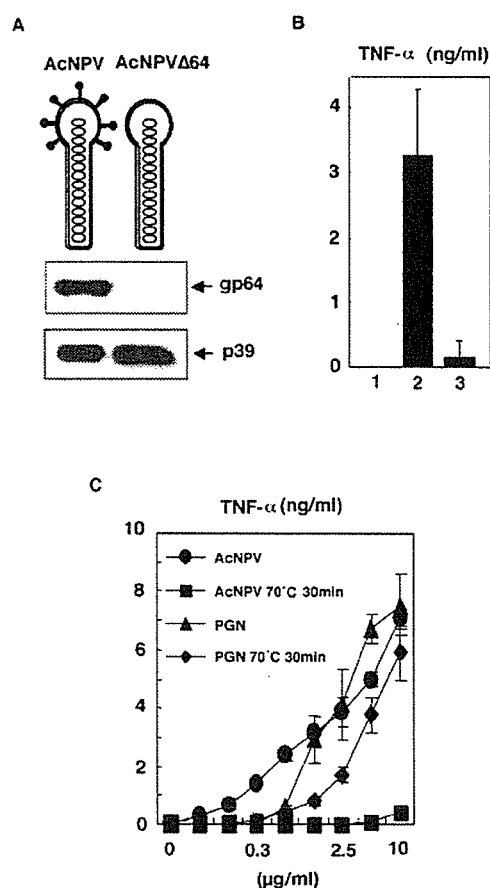 A
AcNPV AcNPVΔ64
gp64
p39
B
TNF-α (ng/ml)
4
3
2
1
0
1 2 3
C
TNF-α (ng/ml)
10
8
6
4
2
0
AcNPV
AcNPV 70°C 30min
PGN
PGN 70°C 30min
0 0.3 2.5 10
(μg/ml)